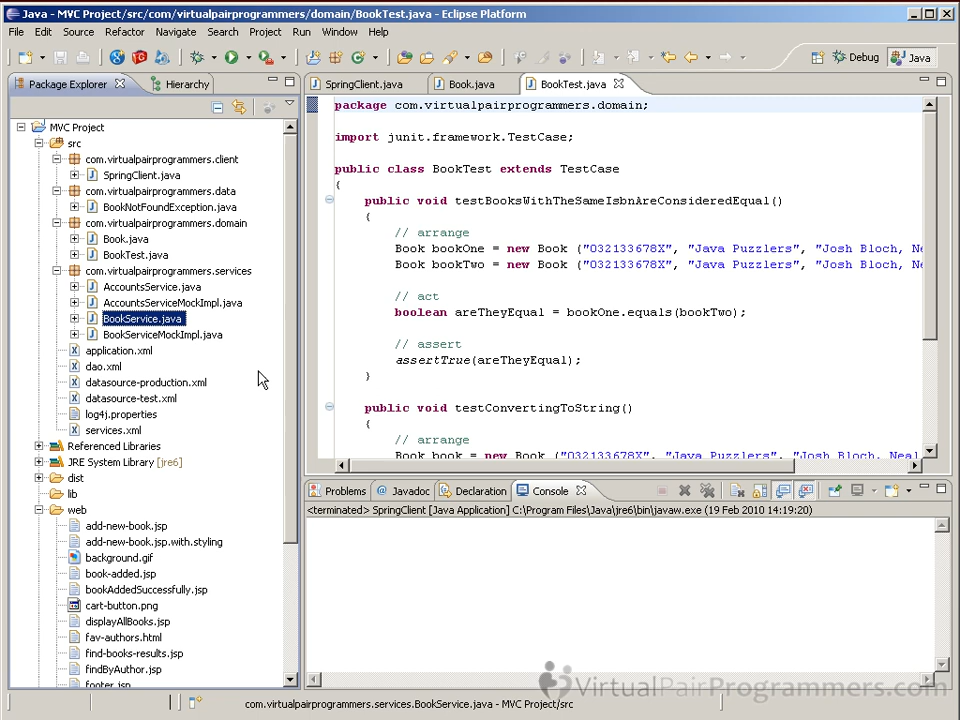 Java - MVC Project/src/com/virtualpairprogrammers/domain/BookTest.java - Eclipse Platform
File Edit Source Refactor Navigate Search Project Run Window Help
Debug Java
Package Explorer Hierarchy
SpringClient.java Book.java BookTest.java
MVC Project
src
com.virtualpairprogrammers.client
SpringClient.java
com.virtualpairprogrammers.data
BookNotFoundException.java
com.virtualpairprogrammers.domain
Book.java
BookTest.java
com.virtualpairprogrammers.services
AccountsService.java
AccountsServiceMockImpl.java
BookService.java
BookServiceMockImpl.java
application.xml
dao.xml
datasource-production.xml
datasource-test.xml
log4j.properties
services.xml
Referenced Libraries
JRE System Library [jre6]
dist
lib
web
add-new-book.jsp
add-new-book.jsp.with.styling
background.gif
book-added.jsp
bookAddedSuccessfully.jsp
cart-button.png
displayAllBooks.jsp
fav-authors.html
find-books-results.jsp
findByAuthor.jsp
footer.jsp
package com.virtualpairprogrammers.domain;
import junit.framework.TestCase;
public class BookTest extends TestCase
{
public void testBooksWithTheSameIsbnAreConsideredEqual()
{
// arrange
Book bookOne = new Book ("032133678X", "Java Puzzlers", "Josh Bloch, Ne
Book bookTwo = new Book ("032133678X", "Java Puzzlers", "Josh Bloch, Ne
// act
boolean areTheyEqual = bookOne.equals(bookTwo);
// assert
assertTrue(areTheyEqual);
}
public void testConvertingToString()
{
// arrange
Book book = new Book ("032133678X", "Java Puzzlers", "Josh Bloch, Neal
Problems Javadoc Declaration Console
<terminated> SpringClient [Java Application] C:\Program Files\Java\jre6\bin\javaw.exe (19 Feb 2010 14:19:20)
VirtualPairProgrammers.com
com.virtualpairprogrammers.services.BookService.java - MVC Project/src